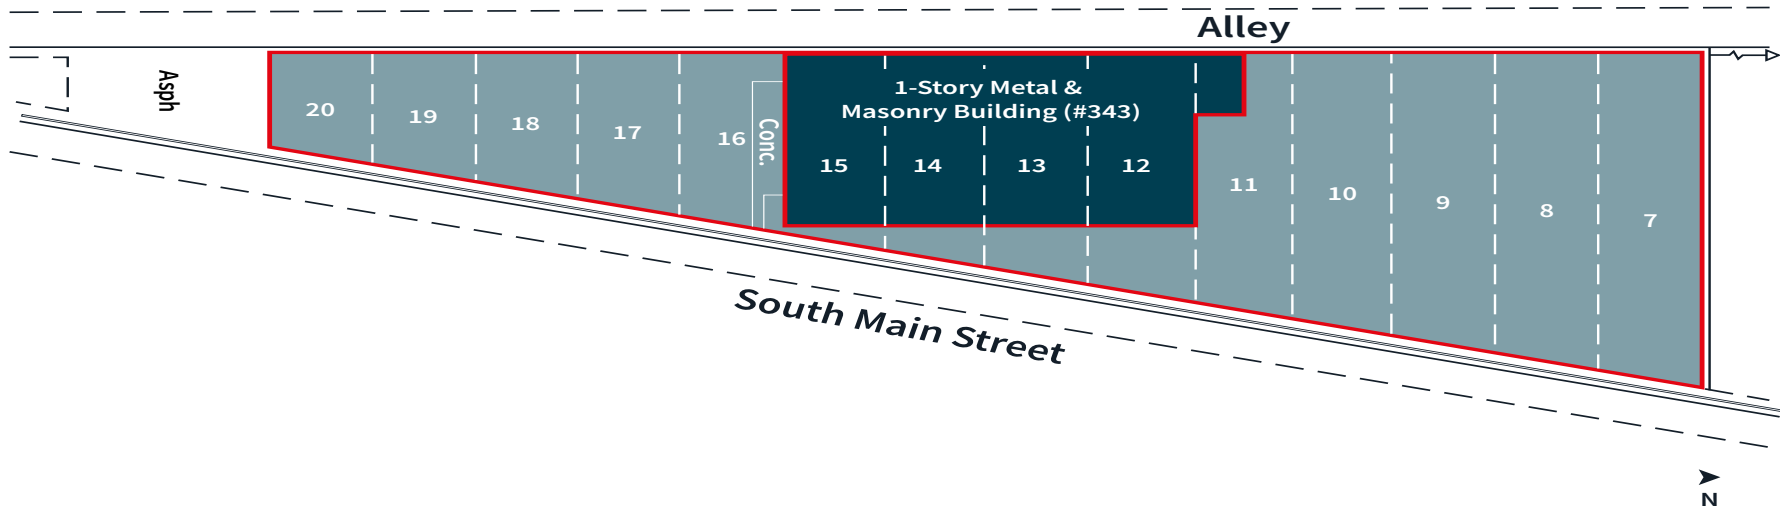 Alley
Asph
1-Story Metal &
Masonry Building (#343)
20
19
18
17
16
Conc.
15
14
13
12
11
10
9
8
7
South Main Street
N